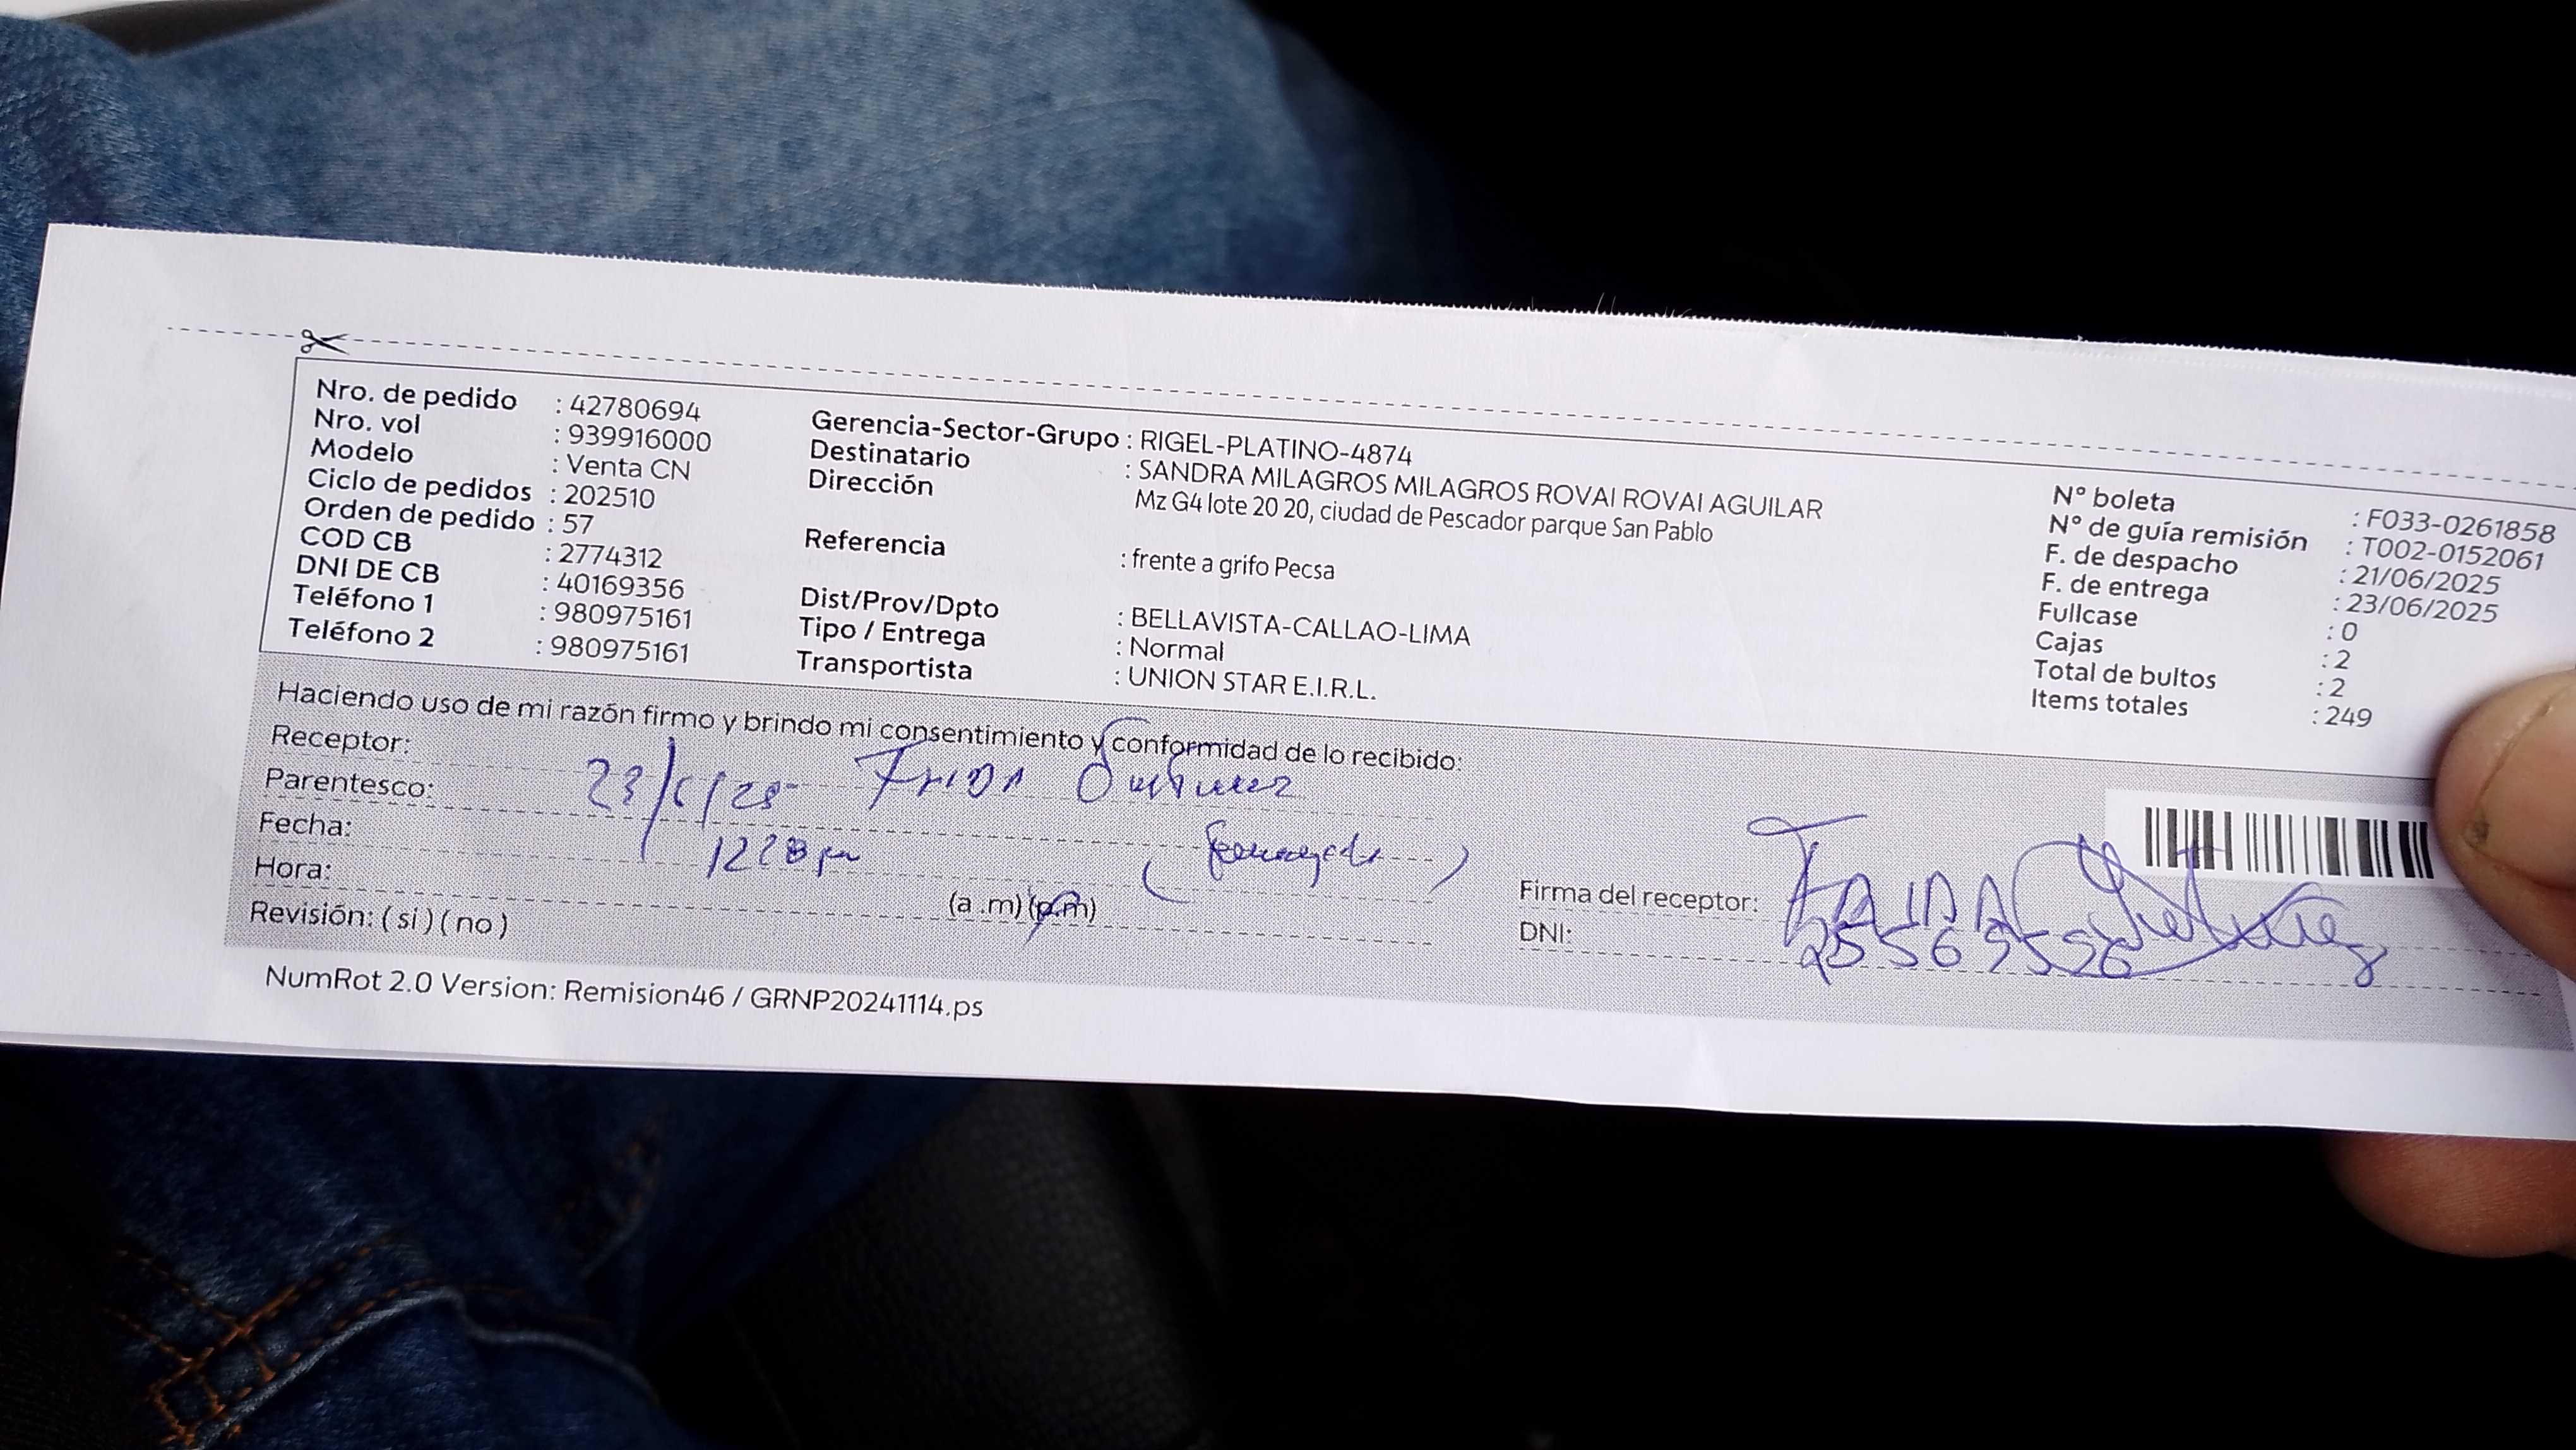 Nro. de pedido : 42780694
Nro. vol : 939916000
Modelo : Venta CN
Ciclo de pedidos : 202510
Orden de pedido : 57
COD CB : 2774312
DNI DE CB : 40169356
Teléfono 1 : 980975161
Teléfono 2 : 980975161
Gerencia-Sector-Grupo : RIGEL-PLATINO-4874
Destinatario : SANDRA MILAGROS MILAGROS ROVAI ROVAI AGUILAR
Dirección Mz G4 lote 20 20, ciudad de Pescador parque San Pablo
Referencia : frente a grifo Pecsa
Dist/Prov/Dpto : BELLAVISTA-CALLAO-LIMA
Tipo / Entrega : Normal
Transportista : UNION STAR E.I.R.L.
N° boleta : F033-0261858
N° de guía remisión : T002-0152061
F. de despacho : 21/06/2025
F. de entrega : 23/06/2025
Fullcase : 0
Cajas : 2
Total de bultos : 2
Items totales : 249
Haciendo uso de mi razón firmo y brindo mi consentimiento y conformidad de lo recibido:
Receptor:
Parentesco: 23/6/25
Fecha:
Hora: (a .m) (p.m)
Revisión: ( si ) ( no )
Firma del receptor:
DNI:
NumRot 2.0 Version: Remision46 / GRNP20241114.ps